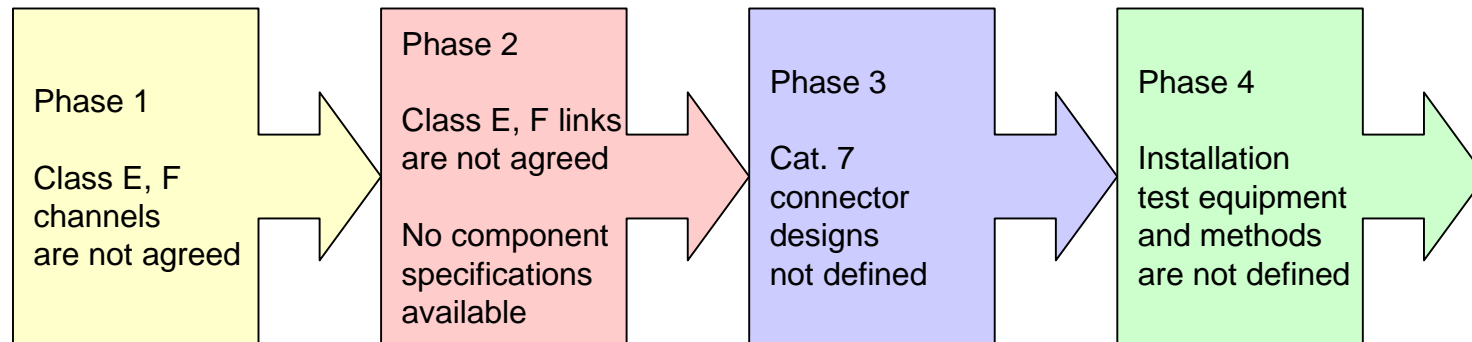 Phase 1
Class E, F
channels
are not agreed
Phase 2
Class E, F links
are not agreed
No component
specifications
available
Phase 3
Cat. 7
connector
designs
not defined
Phase 4
Installation
test equipment
and methods
are not defined